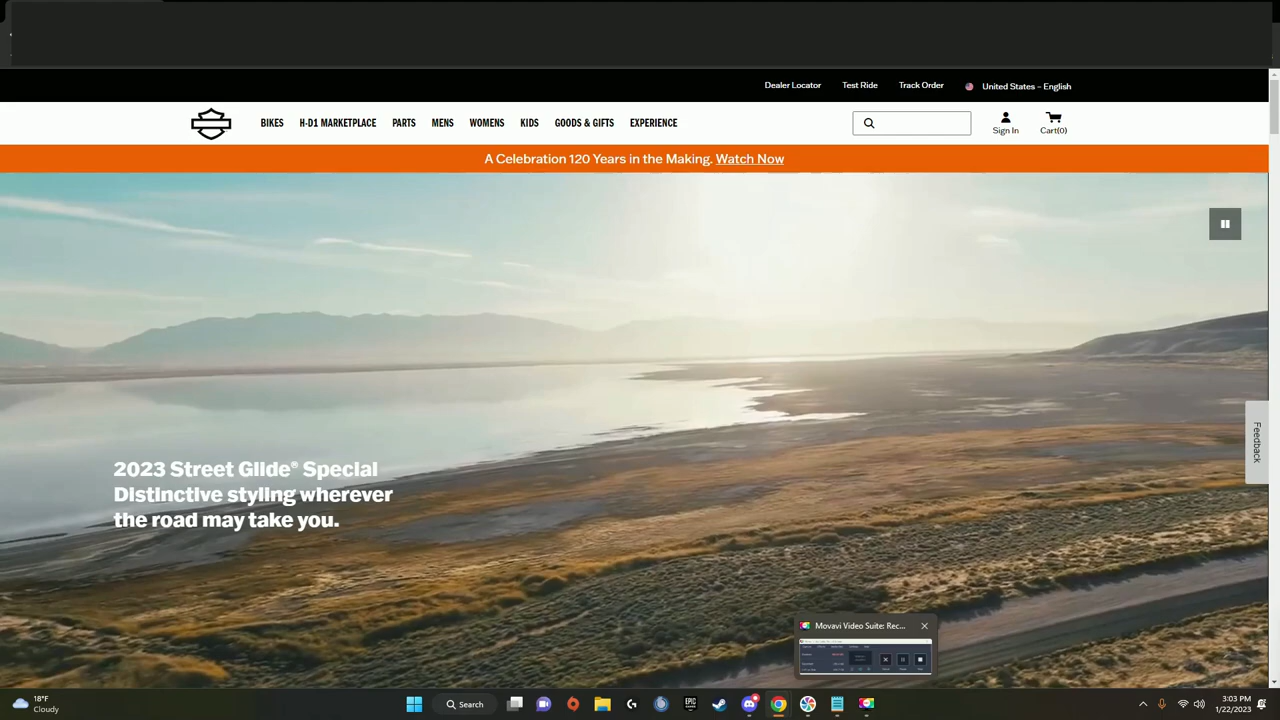 Dealer Locator Test Ride Track Order United States – English
BIKES H-D1 MARKETPLACE PARTS MENS WOMENS KIDS GOODS & GIFTS EXPERIENCE Sign In Cart(0)
A Celebration 120 Years in the Making. Watch Now
2023 Street Glide® Special
Distinctive styling wherever
the road may take you.
Feedback
Movavi Video Suite: Rec...
18°F
Cloudy
Search
EPIC
3:03 PM
1/22/2023